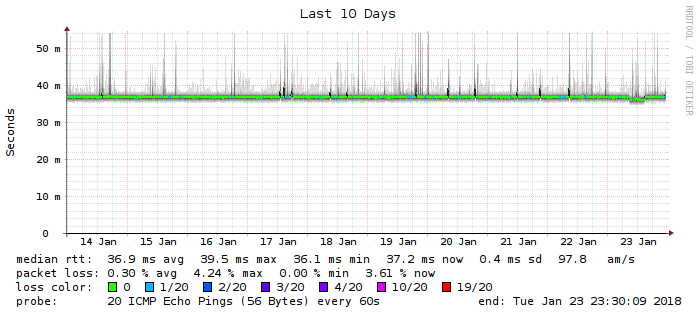 Last 10 Days
RRDTOOL / TOBI OETIKER
Seconds
50 m
40 m
30 m
20 m
10 m
0
14 Jan 15 Jan 16 Jan 17 Jan 18 Jan 19 Jan 20 Jan 21 Jan 22 Jan 23 Jan
median rtt: 36.9 ms avg 39.5 ms max 36.1 ms min 37.2 ms now 0.4 ms sd 97.8 am/s
packet loss: 0.30 % avg 4.24 % max 0.00 % min 3.61 % now
loss color: 0 1/20 2/20 3/20 4/20 10/20 19/20
probe: 20 ICMP Echo Pings (56 Bytes) every 60s end: Tue Jan 23 23:30:09 2018